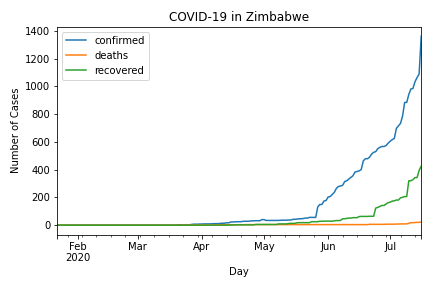 COVID-19 in Zimbabwe
1400
1200
1000
800
600
400
200
0
Number of Cases
confirmed
deaths
recovered
Feb
2020
Mar
Apr
May
Jun
Jul
Day